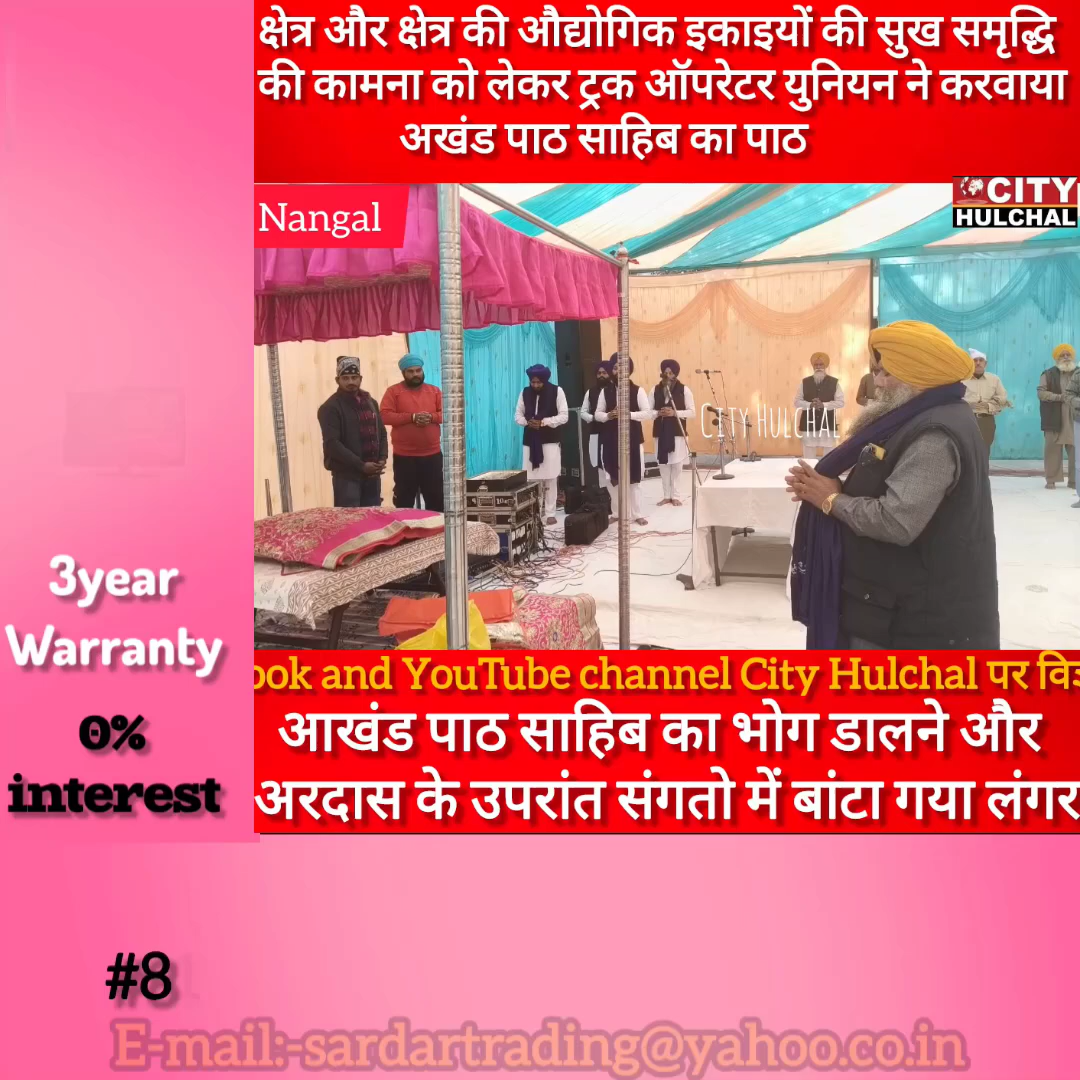 क्षेत्र और क्षेत्र की औद्योगिक इकाइयों की सुख समृद्धि
की कामना को लेकर ट्रक ऑपरेटर युनियन ने करवाया
अखंड पाठ साहिब का पाठ
Nangal
CITY
HULCHAL
CITY HULCHAL
3year
Warranty
0%
interest
ook and YouTube channel City Hulchal पर
आखंड पाठ साहिब का भोग डालने और
अरदास के उपरांत संगतो में बांटा गया लंगर
#8
E-mail:-sardartrading@yahoo.co.in